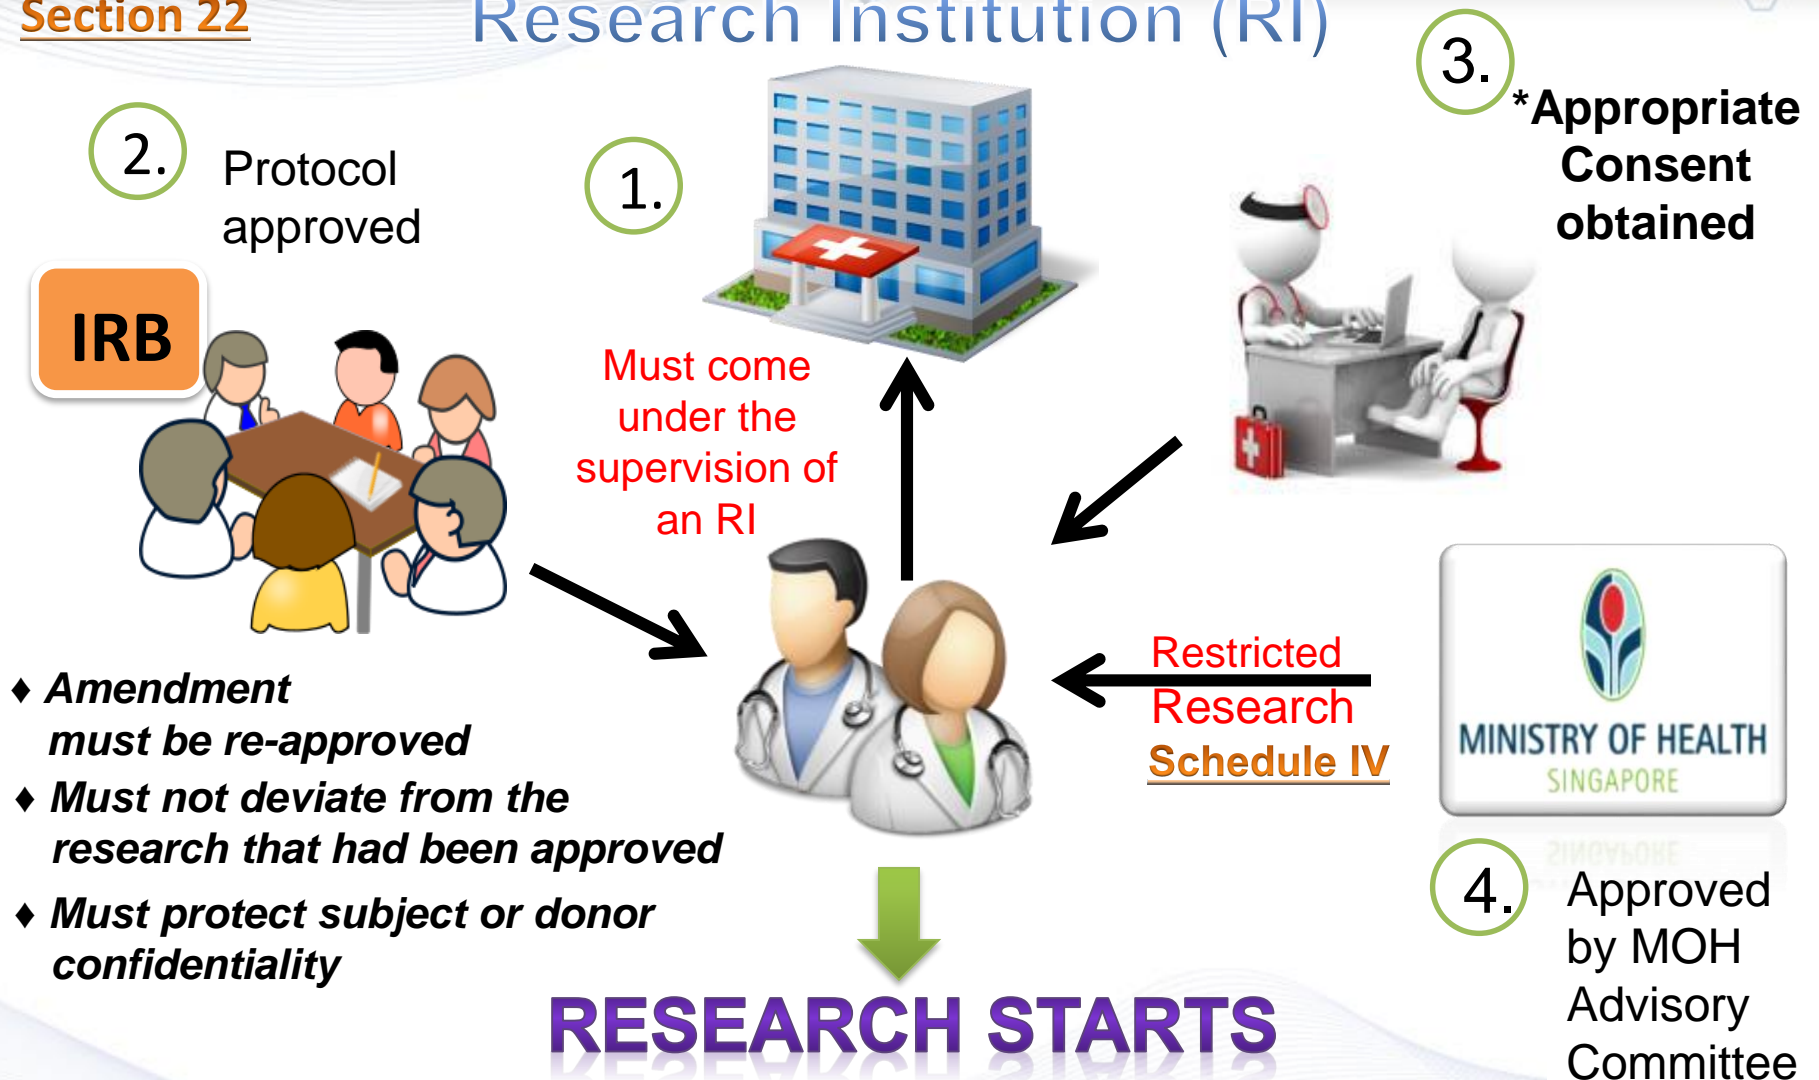 Section 22
Research Institution (RI)
1.
Must come
under the
supervision of
an RI
2.
Protocol
approved
IRB
♦ Amendment
must be re-approved
♦ Must not deviate from the
research that had been approved
♦ Must protect subject or donor
confidentiality
3.
*Appropriate
Consent
obtained
Restricted
Research
Schedule IV
MINISTRY OF HEALTH
SINGAPORE
4.
Approved
by MOH
Advisory
Committee
RESEARCH STARTS